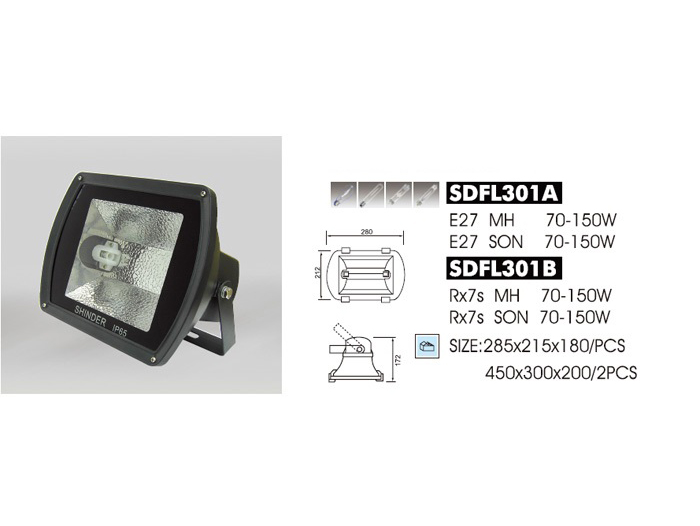 SHINDER IP65
280
212
172
SDFL301A
E27 MH 70-150W
E27 SON 70-150W
SDFL301B
Rx7s MH 70-150W
Rx7s SON 70-150W
SIZE:285x215x180/PCS
450x300x200/2PCS